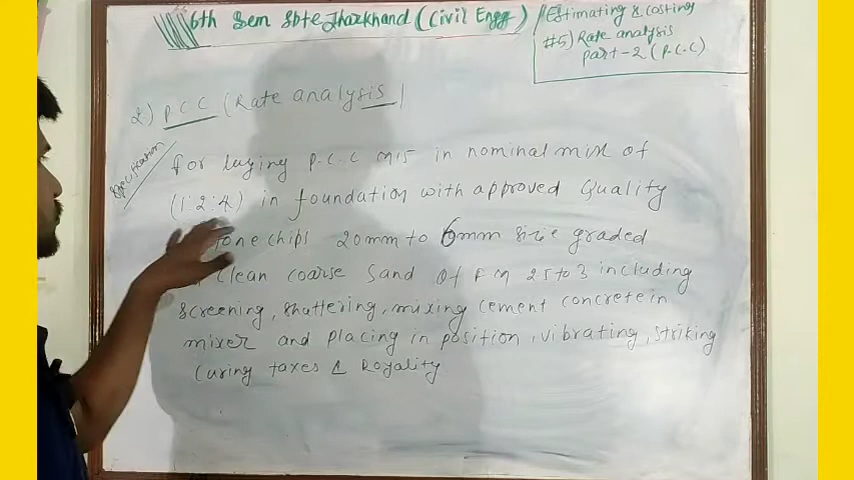 6th Sem Sbte Jharkhand (Civil Engg)
Estimating & costing
#5) Rate analysis
part-2 (P.C.C)
2) P C C (Rate analysis)
Specification
for laying P.C.C M15 in nominal mix of
(1:2:4) in foundation with approved Quality
tone chips 20mm to 6mm size graded
clean coarse Sand of F M 2.5 to 3 including
screening, shuttering, mixing cement concrete in
mixer and placing in position, vibrating, striking
Curing taxes & Royality